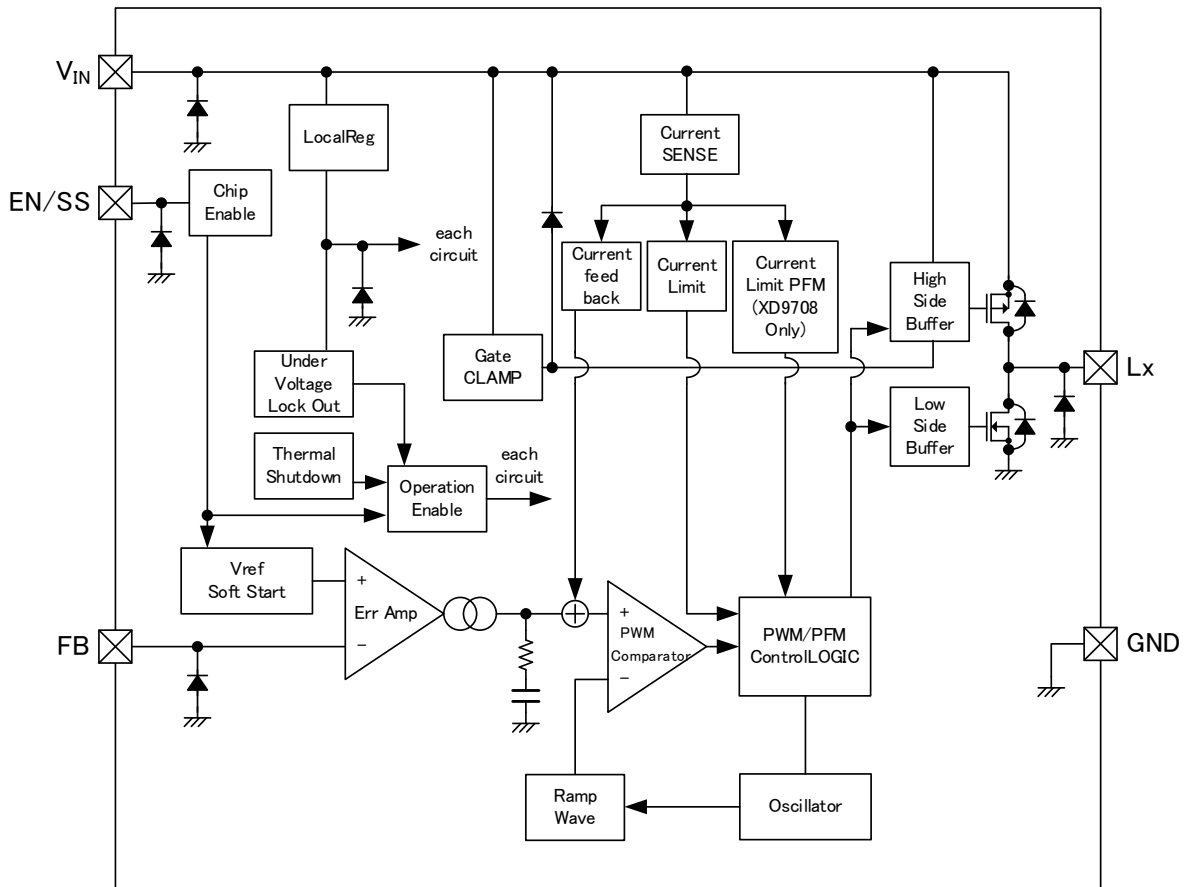 VIN
LocalReg
Current
SENSE
EN/SS
Chip
Enable
each
circuit
Current
feed
back
Current
Limit
Current
Limit PFM
(XD9708
Only)
High
Side
Buffer
Under
Voltage
Lock Out
Gate
CLAMP
Lx
Low
Side
Buffer
Thermal
Shutdown
Operation
Enable
each
circuit
Vref
Soft Start
+
Err Amp
−
+
PWM
Comparator
−
PWM/PFM
ControlLOGIC
FB
GND
Ramp
Wave
Oscillator